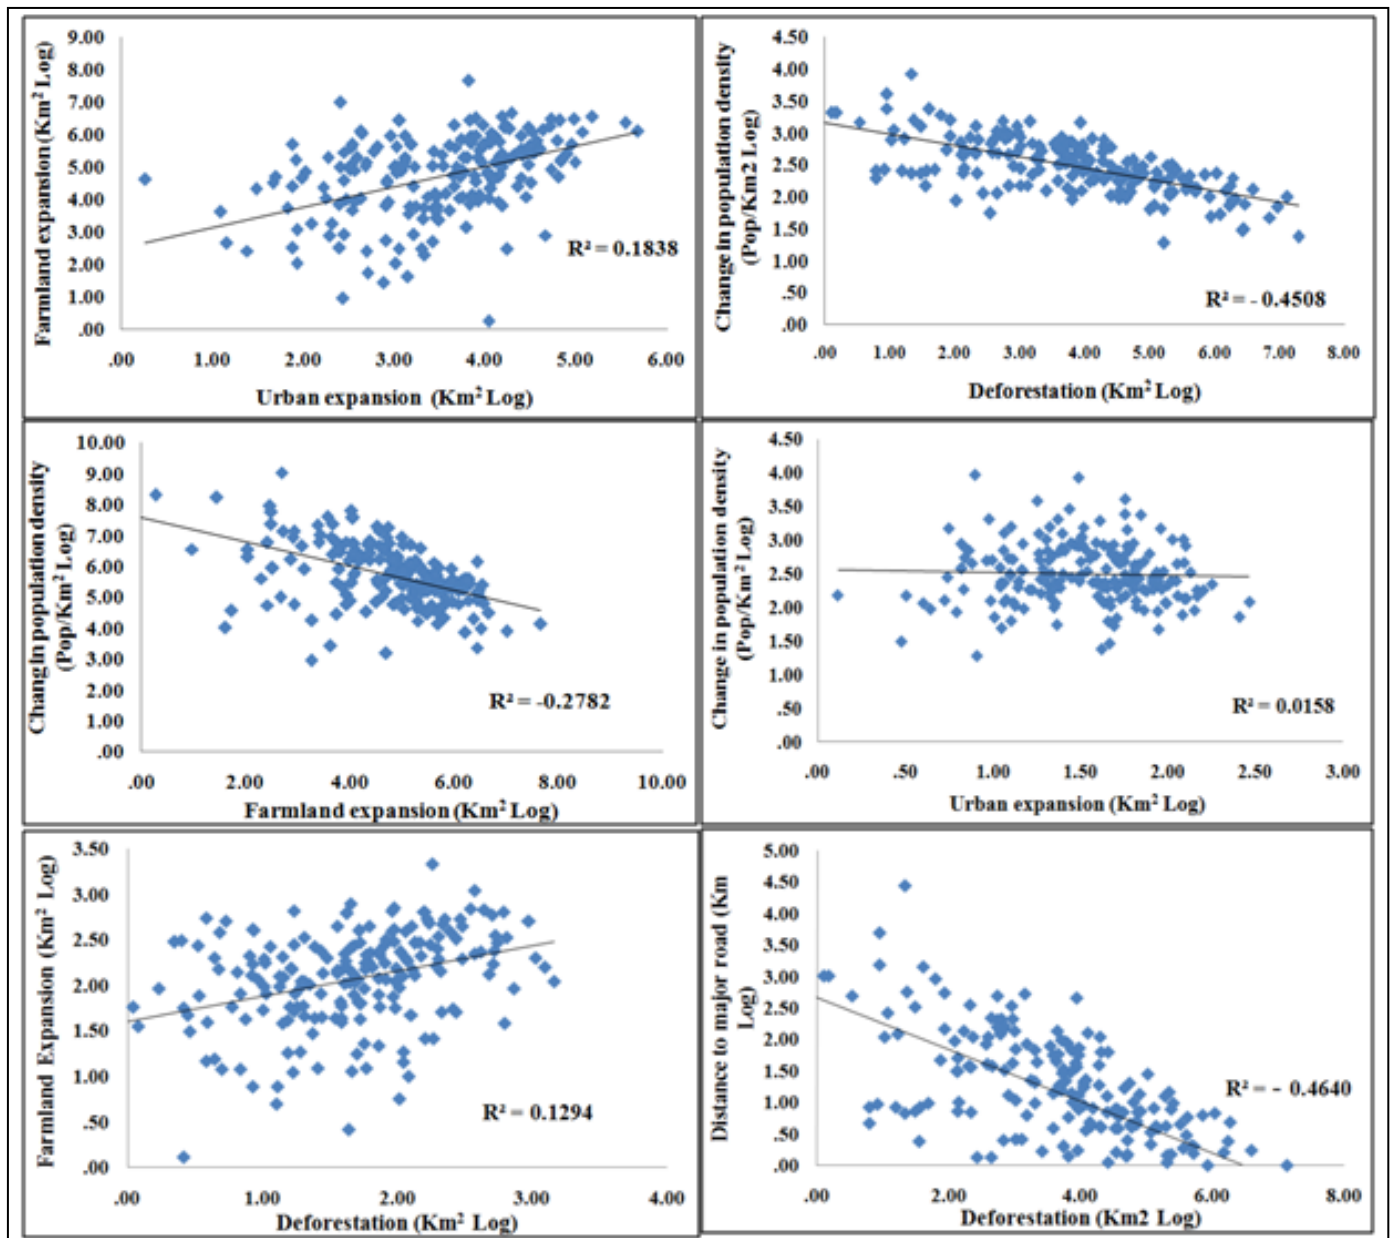 9.00
8.00
7.00
6.00
5.00
4.00
3.00
2.00
1.00
.00
Farmland expansion (Km² Log)
R² = 0.1838
.00 1.00 2.00 3.00 4.00 5.00 6.00
Urban expansion (Km² Log)
4.50
4.00
3.50
3.00
2.50
2.00
1.50
1.00
.50
.00
Change in population density
(Pop/Km2 Log)
R² = - 0.4508
.00 1.00 2.00 3.00 4.00 5.00 6.00 7.00 8.00
Deforestation (Km² Log)
10.00
9.00
8.00
7.00
6.00
5.00
4.00
3.00
2.00
1.00
.00
Changin population density
(Pop/Km² Log)
R² = -0.2782
.00 2.00 4.00 6.00 8.00 10.00
Farmland expansion (Km² Log)
4.50
4.00
3.50
3.00
2.50
2.00
1.50
1.00
.50
.00
Change in population density
(Pop/Km² Log)
R² = 0.0158
.00 .50 1.00 1.50 2.00 2.50 3.00
Urban expansion (Km² Log)
3.50
3.00
2.50
2.00
1.50
1.00
.50
.00
Farmland Expansion (Km² Log)
R² = 0.1294
.00 1.00 2.00 3.00 4.00
Deforestation (Km² Log)
5.00
4.50
4.00
3.50
3.00
2.50
2.00
1.50
1.00
.50
.00
Distance to major road (Km
Log)
R² = - 0.4640
.00 2.00 4.00 6.00 8.00
Deforestation (Km2 Log)